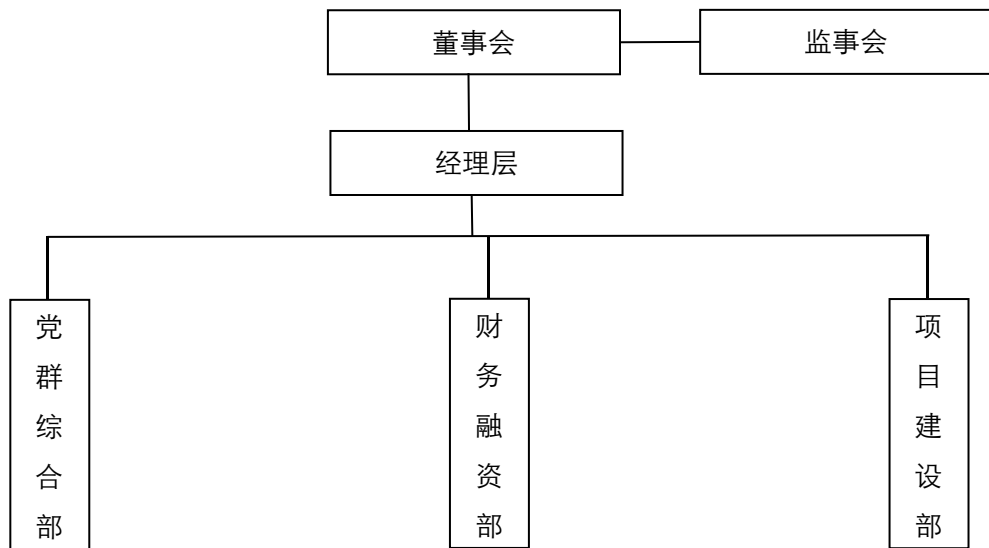 董事会
监事会
经理层
党群综合部
财务融资部
项目建设部